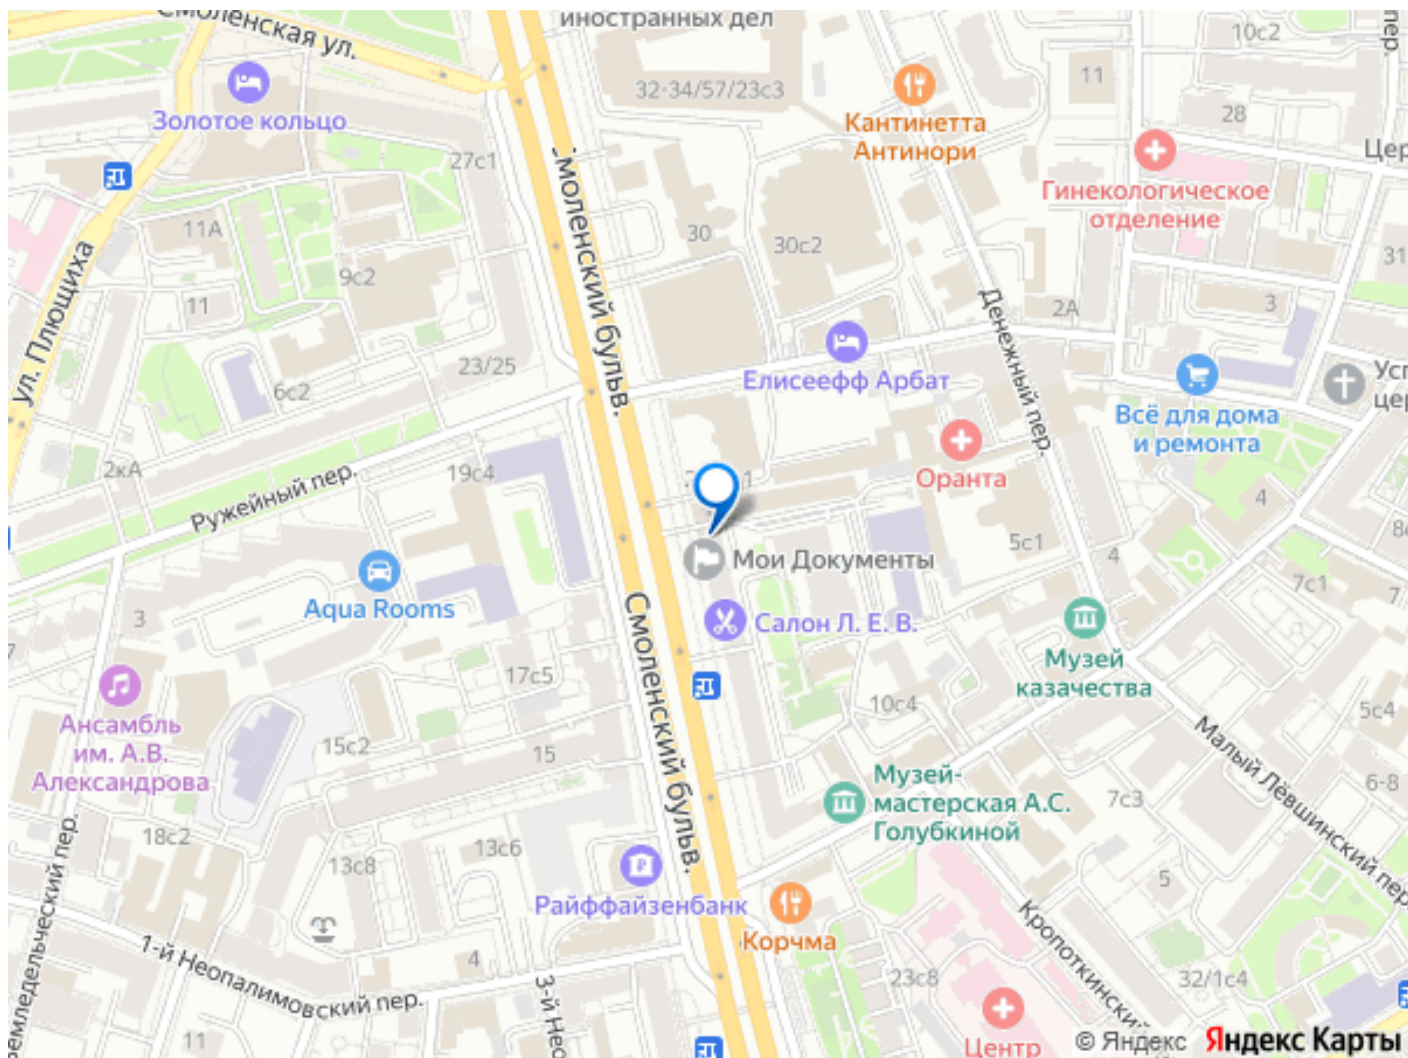 Смоленская ул.
иностранных дел
32-34/57/23с3
10с2
11
28
пер.
Золотое кольцо
Кантинетта
Антинори
27с1
Гинекологическое
отделение
Смоленский бульв.
11А
30
30с2
31
9с2
11
ул. Плющиха
Денежный пер.
2А
3
23/25
Елисеефф Арбат
6с2
Всё для дома
и ремонта
2кА
19с4
Оранта
4
Ружейный пер.
Мои Документы
5с1
4
7с1
7
3
Aqua Rooms
Салон Л. Е. В.
Смоленский бульв.
Музей
казачества
17с5
10с4
5с4
Ансамбль
им. А.В.
Александрова
15с2
15
Малый Лёвшинский пер.
Музей-
мастерская А.С.
Голубкиной
7с3
6-8
18с2
13с8
13с6
5
Райффайзенбанк
Корчма
1-й Неопалимовский пер.
4
23с8
32/1с4
11
Центр
© Яндекс Яндекс Карты